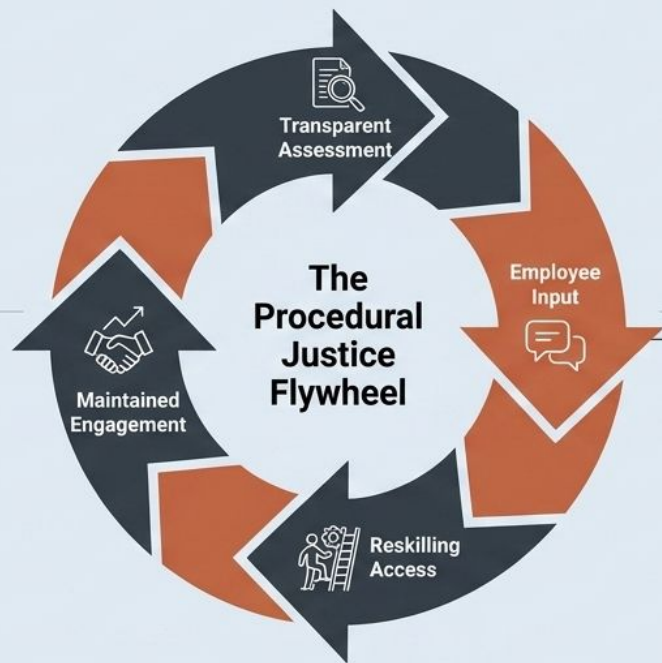 Transparent
Assessment
Employee
Input
The
Procedural
Justice
Flywheel
Maintained
Engagement
Reskilling
Access